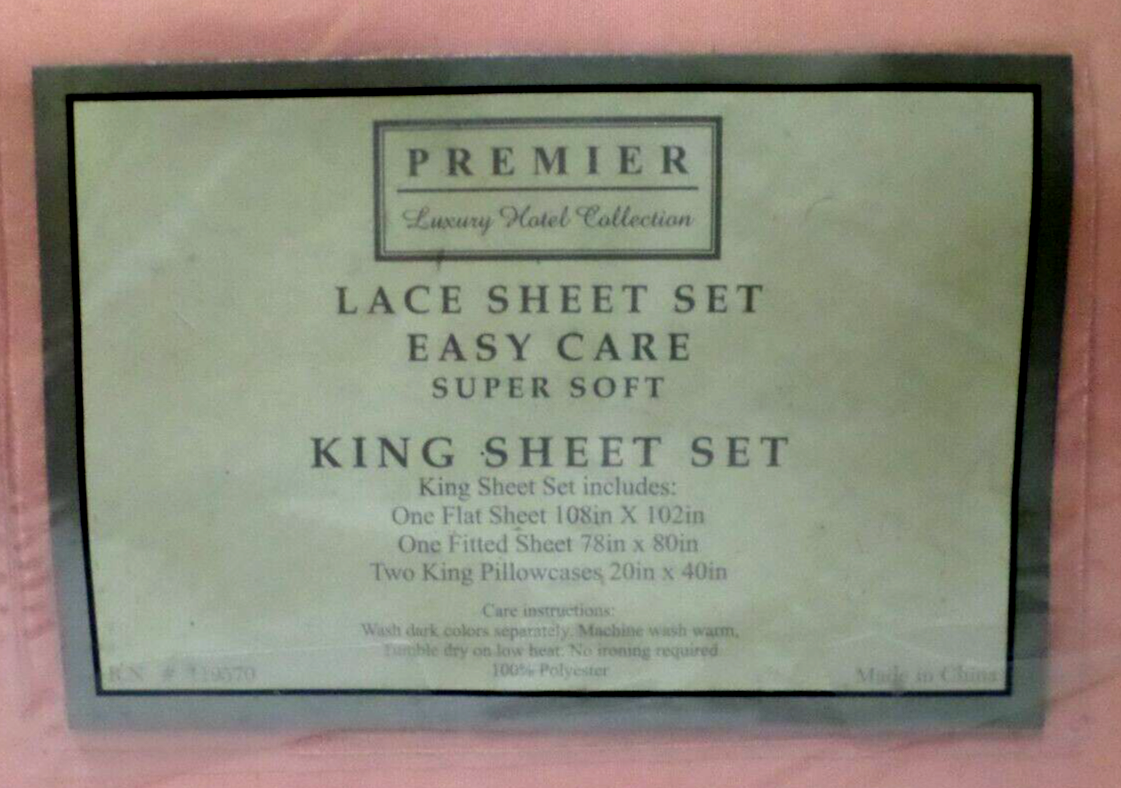 PREMIER
Luxury Hotel Collection
LACE SHEET SET
EASY CARE
SUPER SOFT
KING SHEET SET
King Sheet Set includes:
One Flat Sheet 108in X 102in
One Fitted Sheet 78in x 80in
Two King Pillowcases 20in x 40in
Care instructions:
Wash dark colors separately. Machine wash warm,
Tumble dry on low heat. No ironing required
100% Polyester
RN #
Made in China